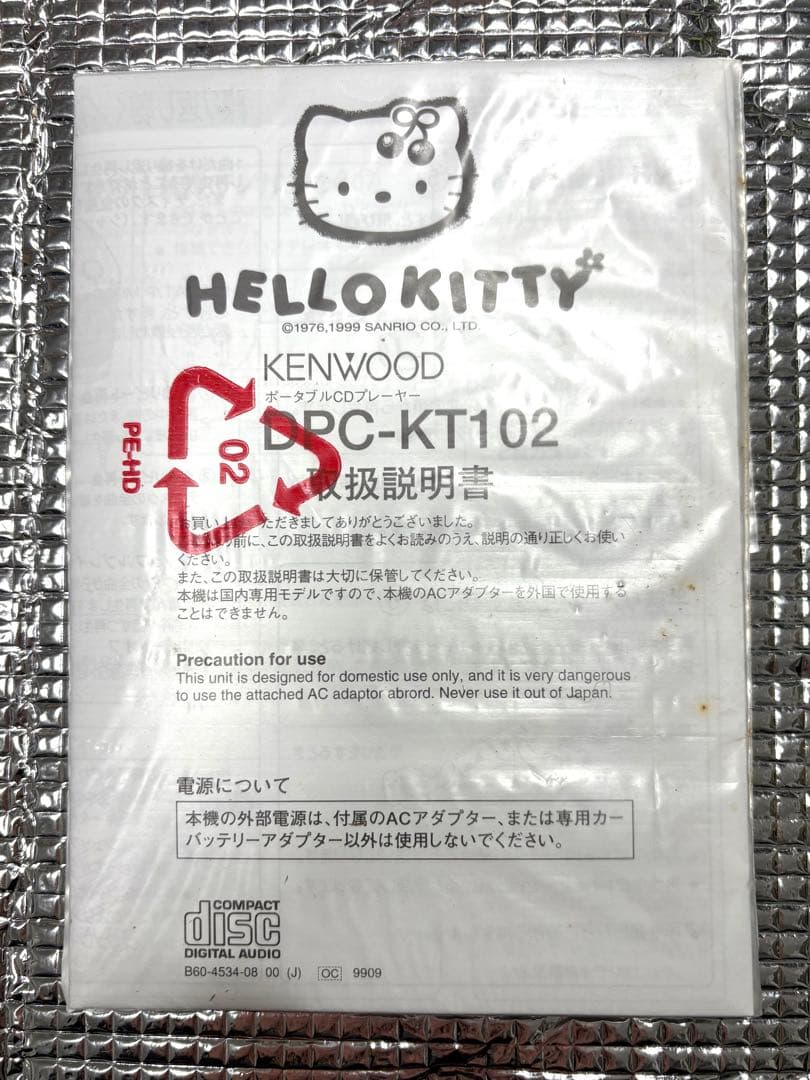 HELLO KITTY
©1976,1999 SANRIO CO., LTD.
KENWOOD
ポータブルCDプレーヤー
DPC-KT102
取扱説明書
PE-HD
02
お買い上 ただきましてありがとうございました。
前に、この取扱説明書をよくお読みのうえ、説明の通り正しくお使い
ください。
また、この取扱説明書は大切に保管してください。
本機は国内専用モデルですので、本機のACアダプターを外国で使用する
ことはできません。
Precaution for use
This unit is designed for domestic use only, and it is very dangerous
to use the attached AC adaptor abrord. Never use it out of Japan.
電源について
本機の外部電源は、付属のACアダプター、または専用カー
バッテリーアダプター以外は使用しないでください。
COMPACT
disc
DIGITAL AUDIO
B60-4534-08 00 (J) OC 9909